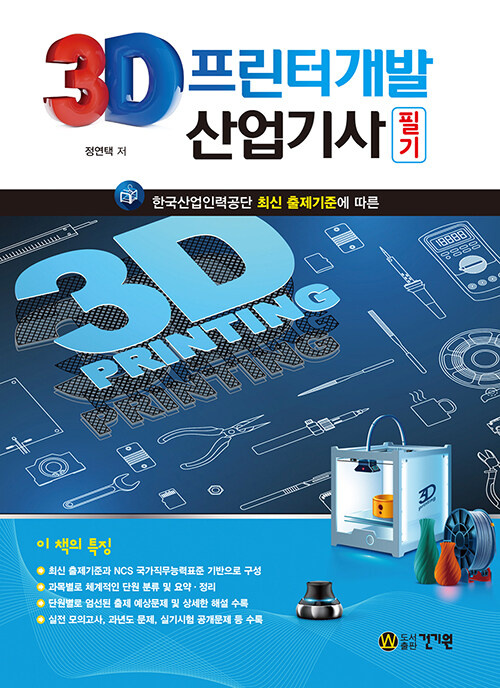 3D 프린터개발
산업기사 필기
정연택 저
한국산업인력공단 최신 출제기준에 따른
3D
PRINTING
3D
이 책의 특징
최신 출제기준과 NCS 국가직무능력표준 기반으로 구성
과목별로 체계적인 단원 분류 및 요약·정리
단원별로 엄선된 출제 예상문제 및 상세한 해설 수록
실전 모의고사, 과년도 문제, 실기시험 공개문제 등 수록
W 도서출판 건기원